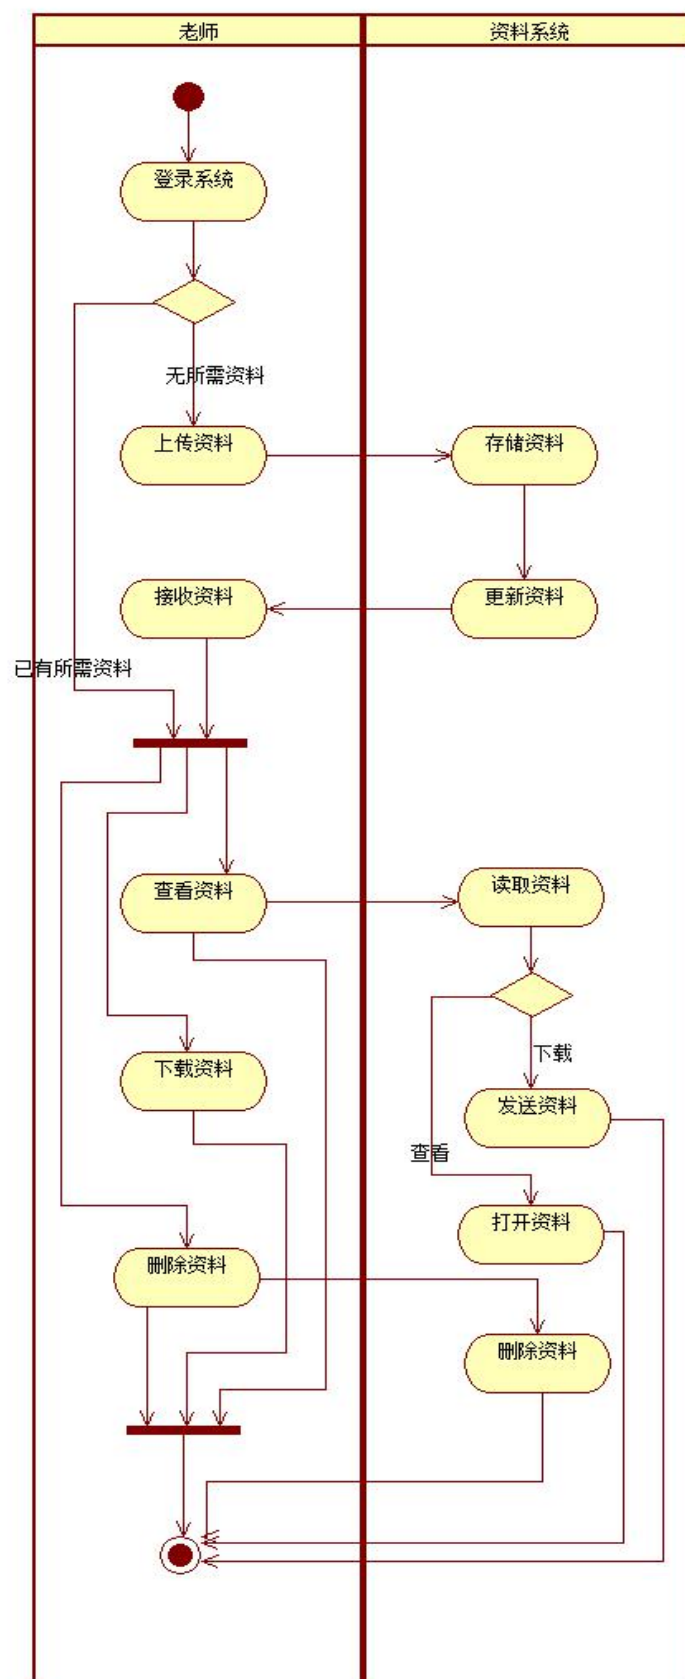 老师
资料系统
登录系统
无所需资料
上传资料
存储资料
接收资料
更新资料
已有所需资料
查看资料
读取资料
下载
下载资料
发送资料
查看
打开资料
删除资料
删除资料